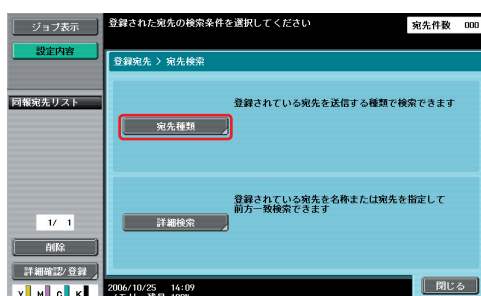 ジョブ表示
登録された宛先の検索条件を選択してください
宛先件数 000
設定内容
登録宛先 > 宛先検索
同報宛先リスト
登録されている宛先を送信する種類で検索できます
宛先種類
登録されている宛先を名称または宛先を指定して
前方一致検索できます
詳細検索
1/ 1
削除
詳細確認/登録
2006/10/25 14:09
閉じる
Y M C K